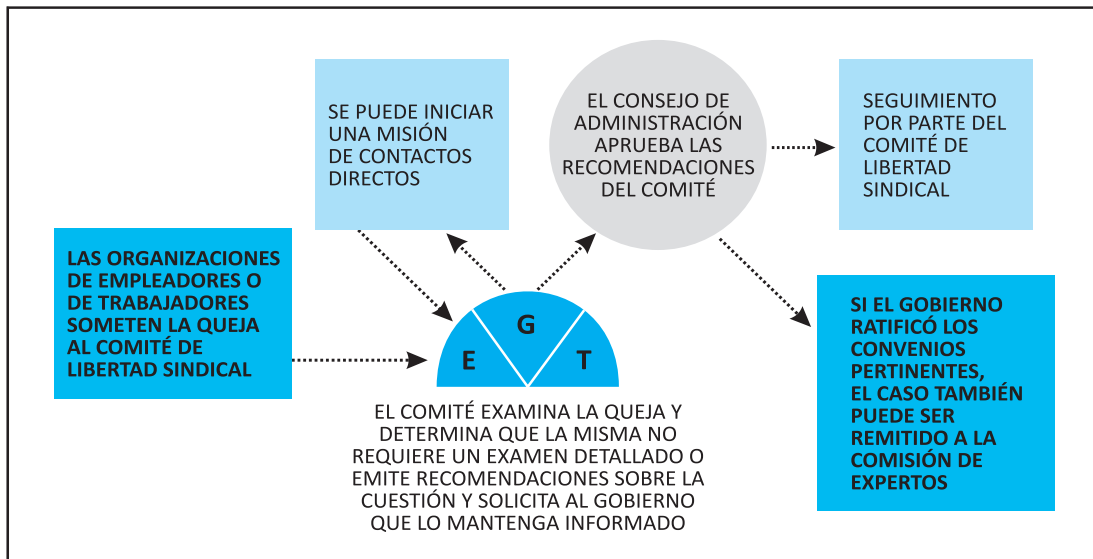 LAS ORGANIZACIONES
DE EMPLEADORES O
DE TRABAJADORES
SOMETEN LA QUEJA
AL COMITÉ DE
LIBERTAD SINDICAL
SE PUEDE INICIAR
UNA MISIÓN
DE CONTACTOS
DIRECTOS
E
G
T
EL COMITÉ EXAMINA LA QUEJA Y
DETERMINA QUE LA MISMA NO
REQUIERE UN EXAMEN DETALLADO O
EMITE RECOMENDACIONES SOBRE LA
CUESTIÓN Y SOLICITA AL GOBIERNO
QUE LO MANTENGA INFORMADO
EL CONSEJO DE
ADMINISTRACIÓN
APRUEBA LAS
RECOMENDACIONES
DEL COMITÉ
SEGUIMIENTO
POR PARTE DEL
COMITÉ DE
LIBERTAD
SINDICAL
SI EL GOBIERNO
RATIFICÓ LOS
CONVENIOS
PERTINENTES,
EL CASO TAMBIÉN
PUEDE SER
REMITIDO A LA
COMISIÓN DE
EXPERTOS